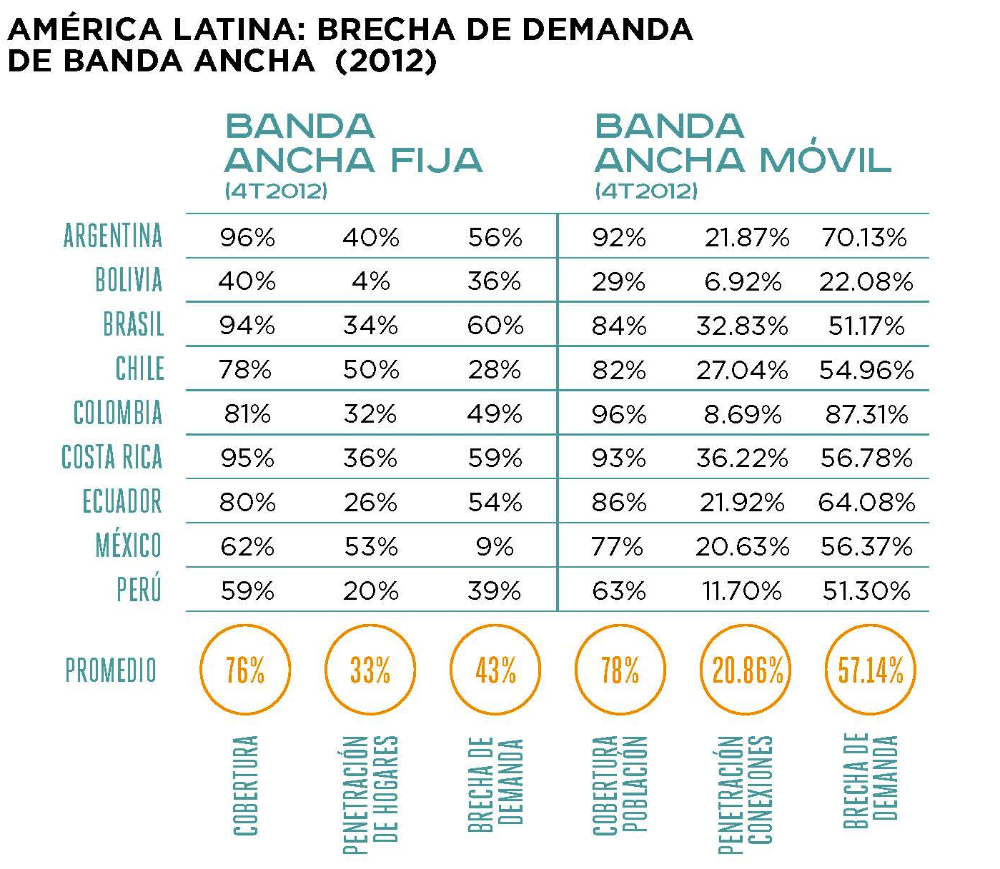 AMÉRICA LATINA: BRECHA DE DEMANDA
DE BANDA ANCHA (2012)
BANDA
ANCHA FIJA
(4T2012)
BANDA
ANCHA MÓVIL
(4T2012)
ARGENTINA 96% 40% 56% 92% 21.87% 70.13%
BOLIVIA 40% 4% 36% 29% 6.92% 22.08%
BRASIL 94% 34% 60% 84% 32.83% 51.17%
CHILE 78% 50% 28% 82% 27.04% 54.96%
COLOMBIA 81% 32% 49% 96% 8.69% 87.31%
COSTA RICA 95% 36% 59% 93% 36.22% 56.78%
ECUADOR 80% 26% 54% 86% 21.92% 64.08%
MÉXICO 62% 53% 9% 77% 20.63% 56.37%
PERÚ 59% 20% 39% 63% 11.70% 51.30%
PROMEDIO 76% 33% 43% 78% 20.86% 57.14%
COBERTURA
PENETRACIÓN
DE HOGARES
BRECHA DE
DEMANDA
COBERTURA
POBLACIÓN
PENETRACIÓN
CONEXIONES
BRECHA DE
DEMANDA